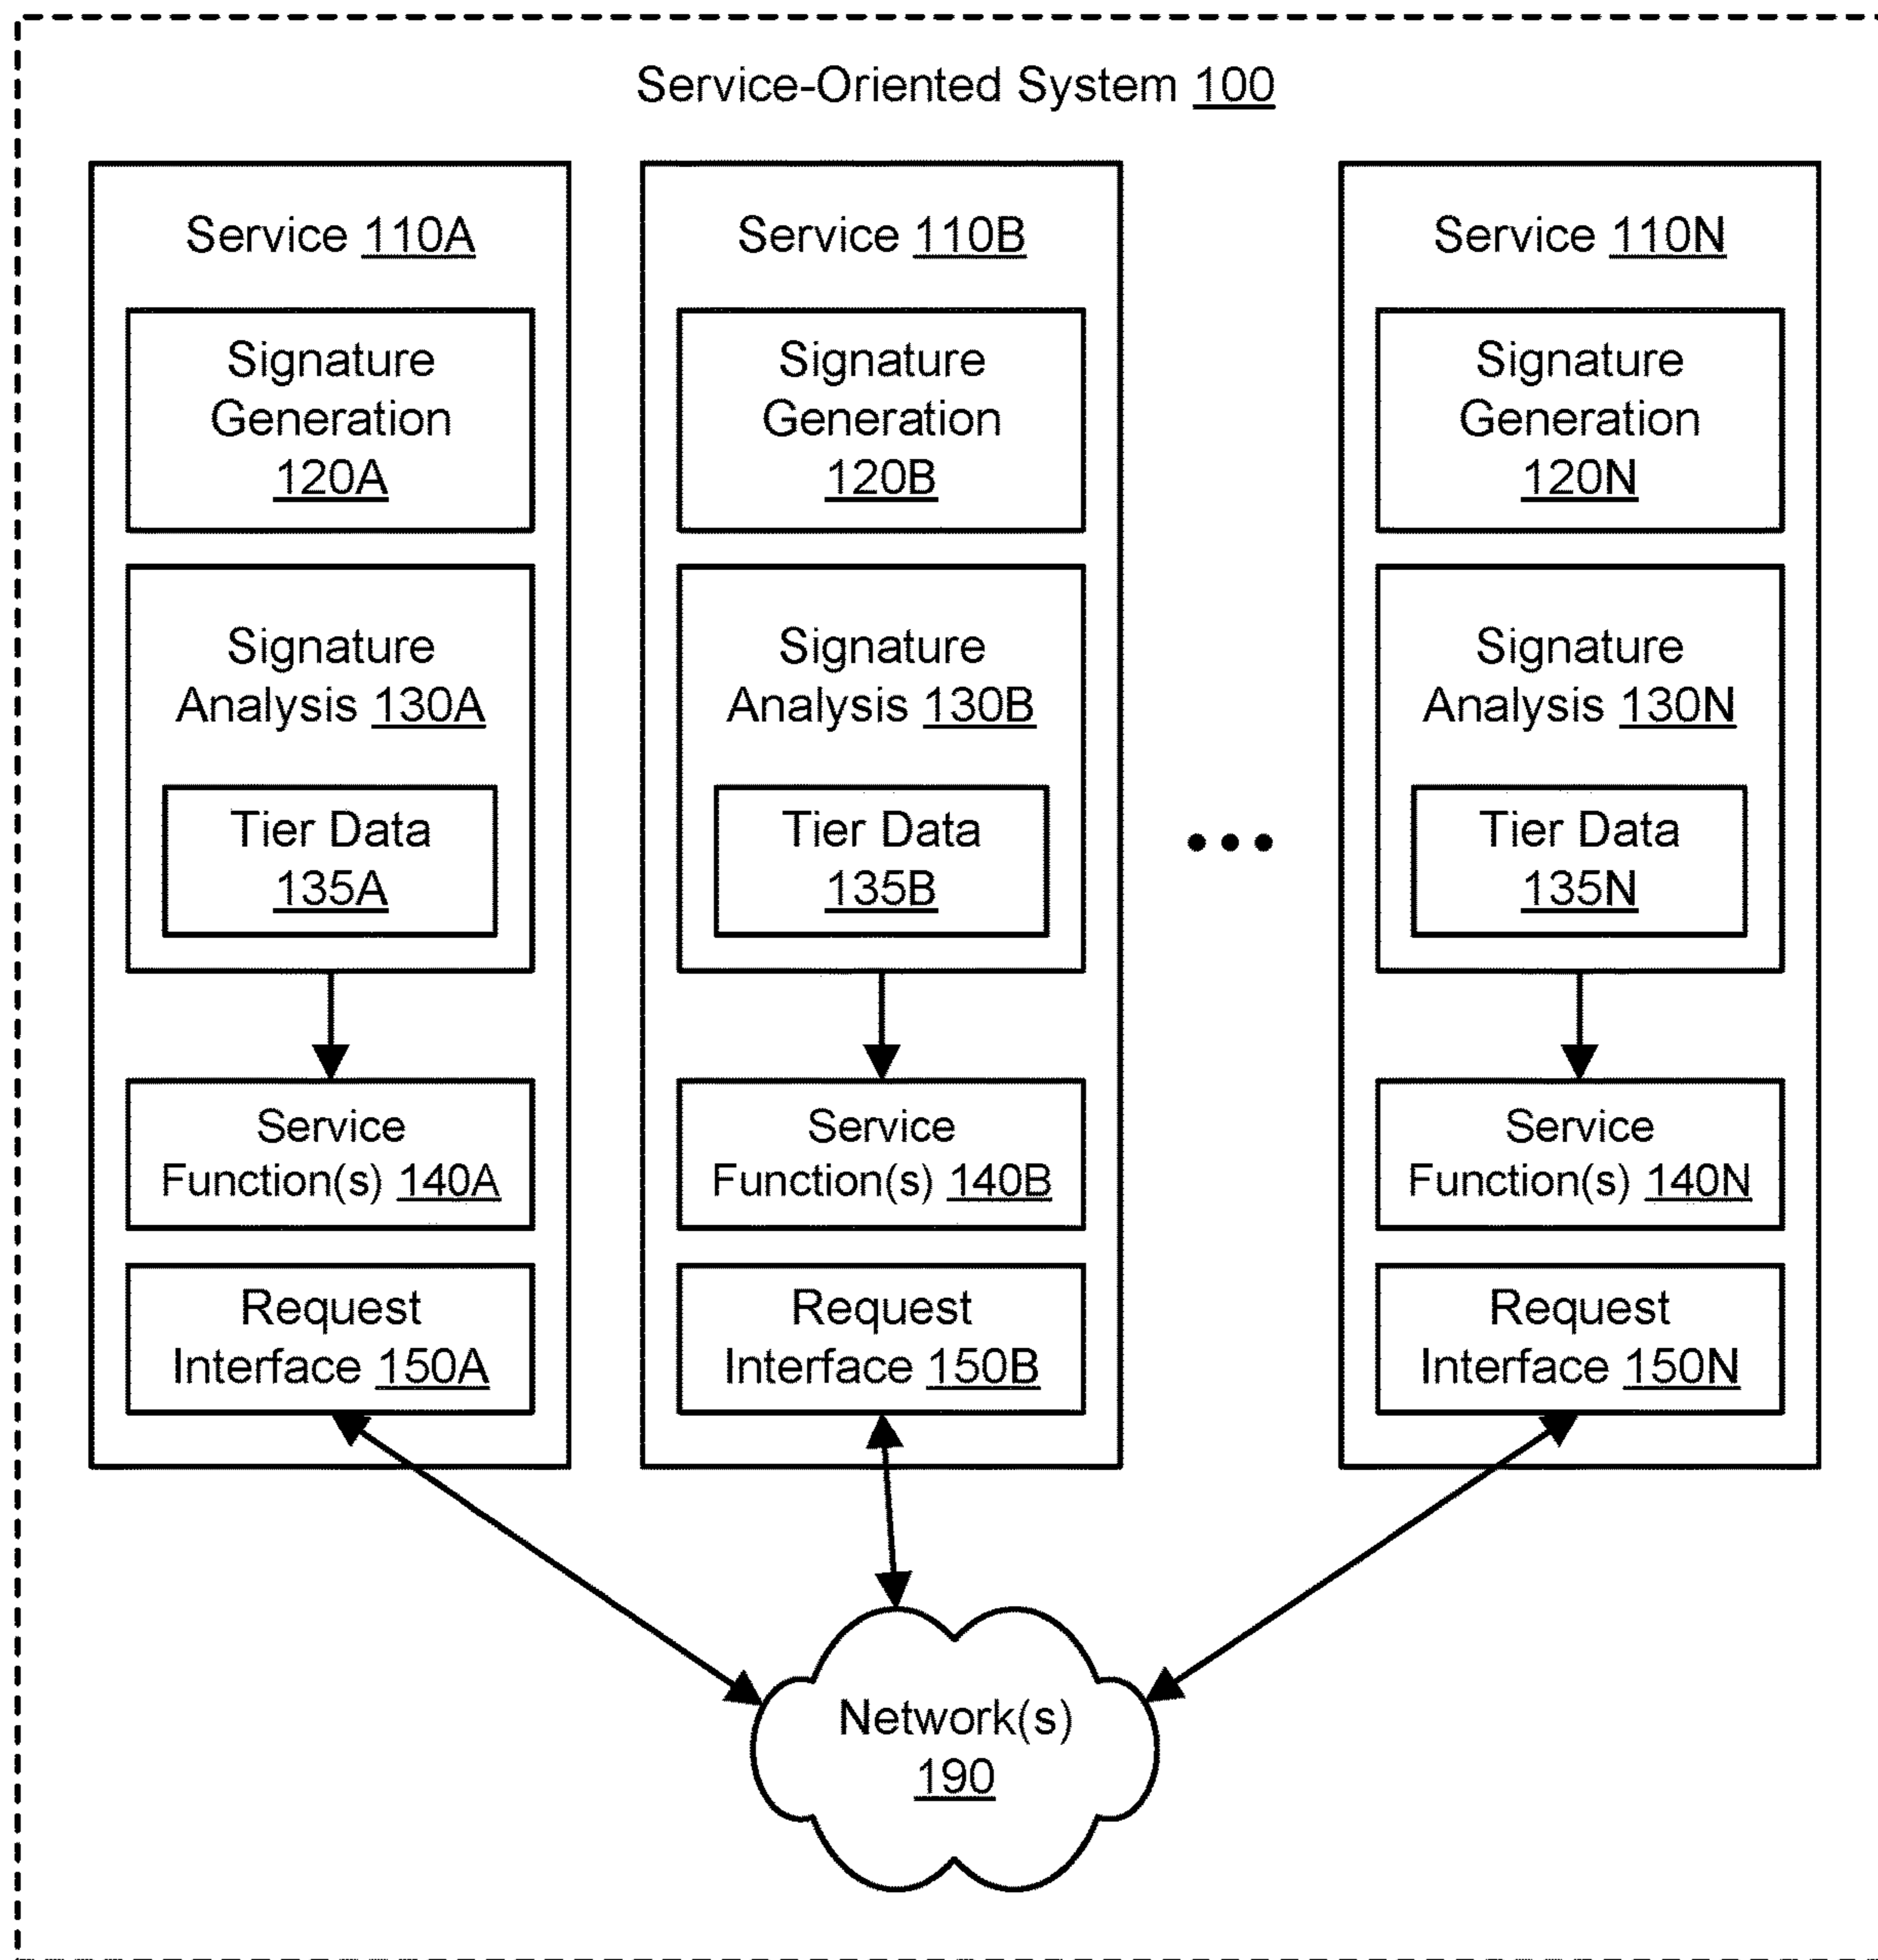 Service-Oriented System 100
Service 110A
Signature
Generation
120A
Signature
Analysis 130A
Tier Data
135A
Service
Function(s) 140A
Request
Interface 150A
Service 110B
Signature
Generation
120B
Signature
Analysis 130B
Tier Data
135B
Service
Function(s) 140B
Request
Interface 150B
Service 110N
Signature
Generation
120N
Signature
Analysis 130N
Tier Data
135N
Service
Function(s) 140N
Request
Interface 150N
Network(s)
190